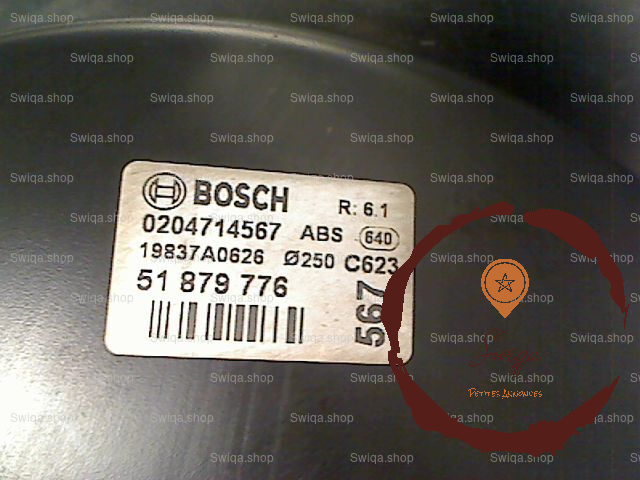 BOSCH R: 6.1
0204714567 ABS 640
19837A0626 Ø250 C623
51 879 776
567
PETITES ANNONCES
Swiqa.shop